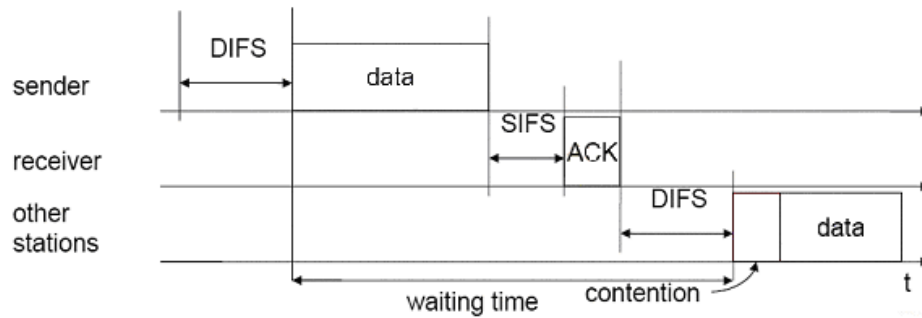 DIFS
data
sender
SIFS
receiver
ACK
DIFS
other
stations
data
t
waiting time
contention